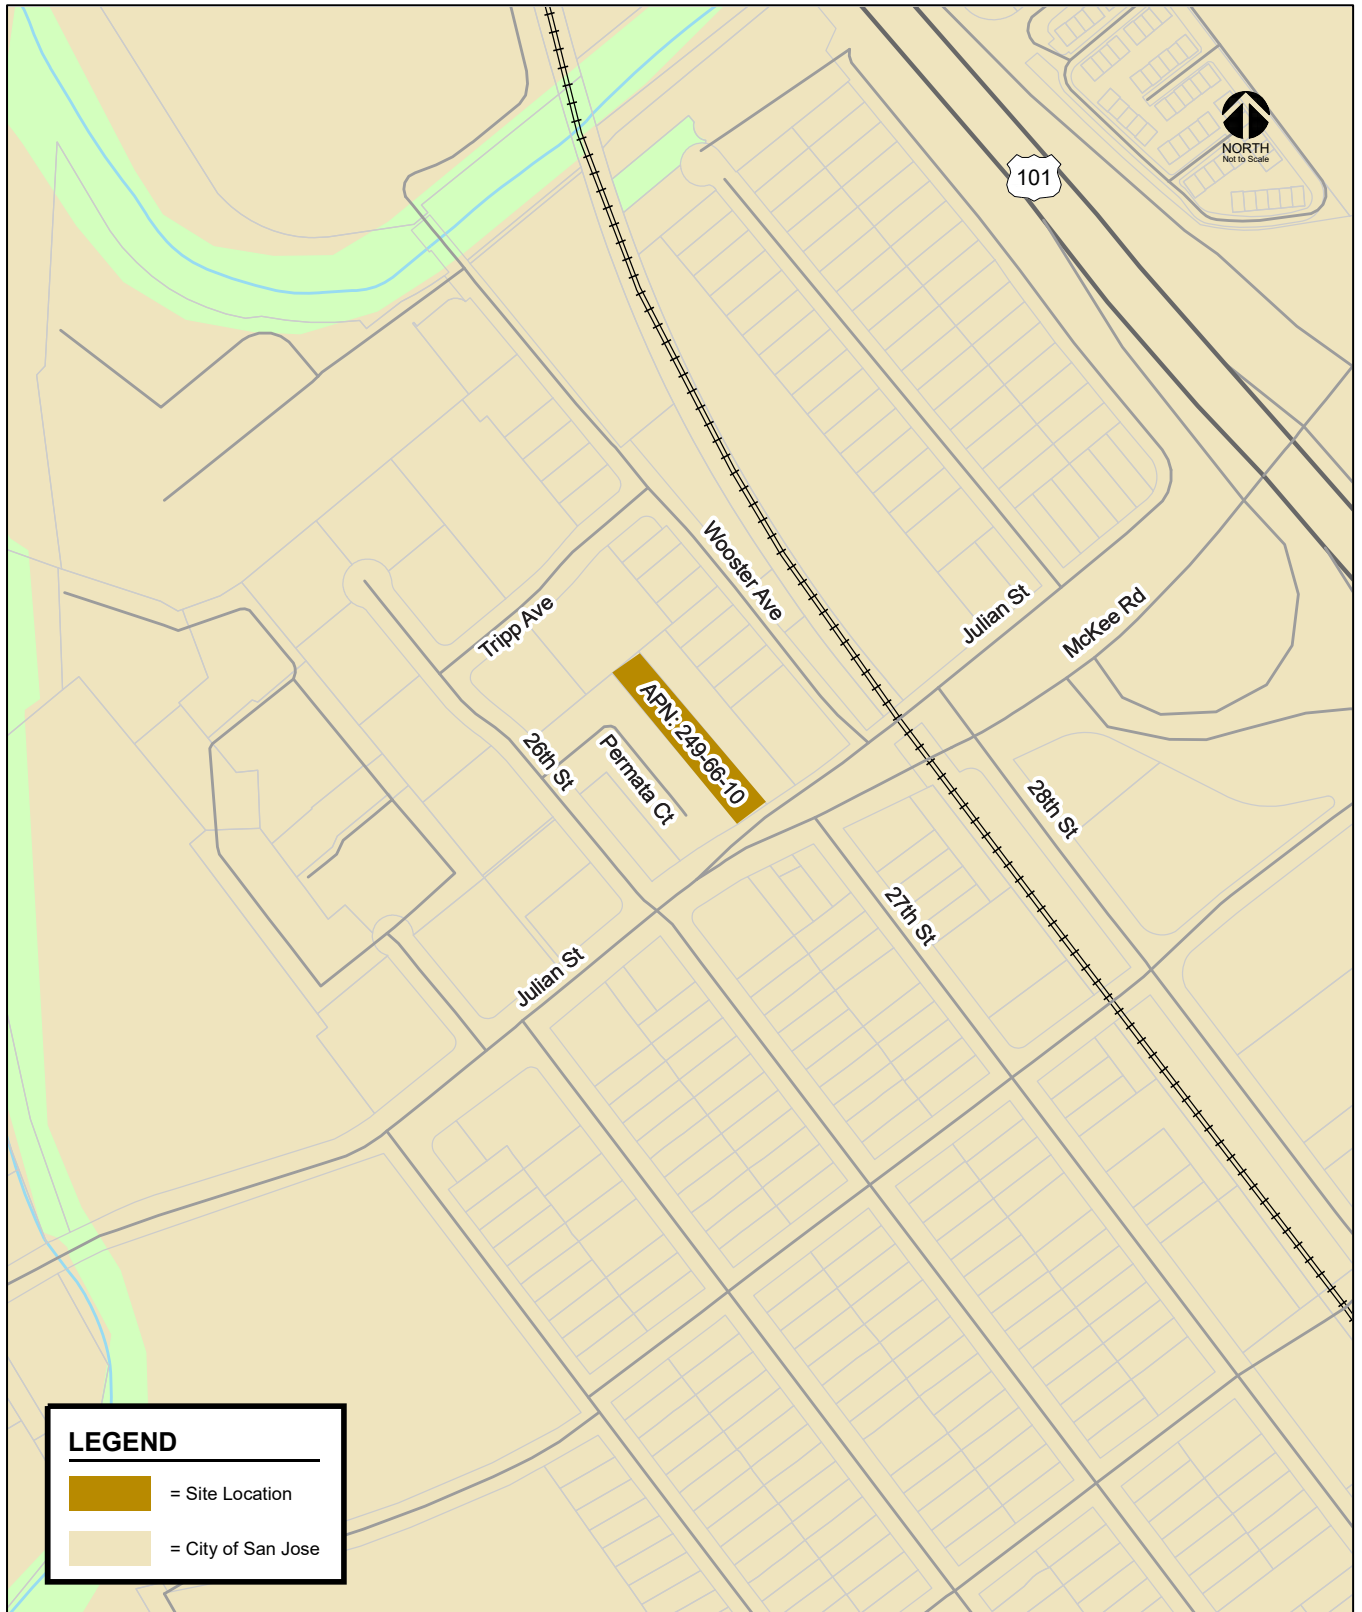 NORTH
Not to Scale
101
Wooster Ave
Julian St
McKee Rd
Tripp Ave
APN: 249-66-10
26th St
Permata Ct
28th St
27th St
Julian St
LEGEND
= Site Location
= City of San Jose